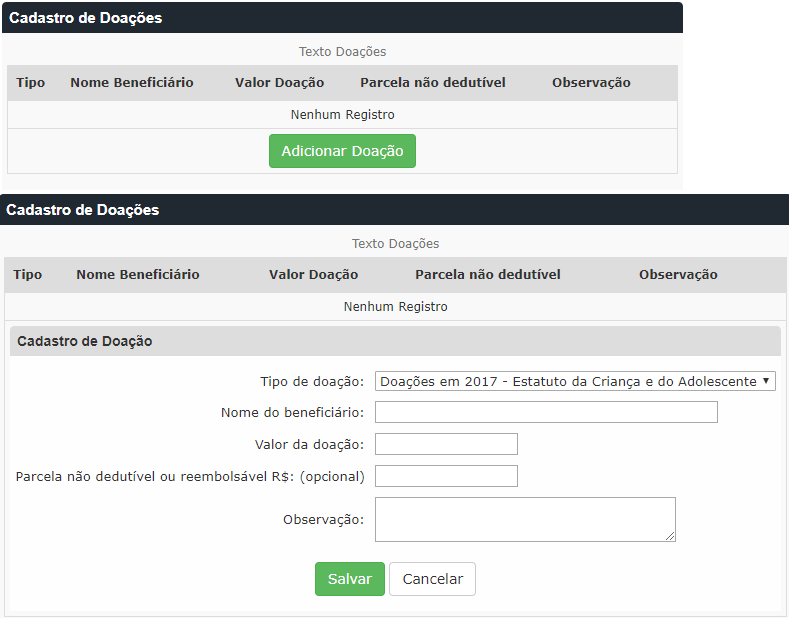 Cadastro de Doações
Texto Doações
Tipo Nome Beneficiário Valor Doação Parcela não dedutível Observação
Nenhum Registro
Adicionar Doação
Cadastro de Doações
Texto Doações
Tipo Nome Beneficiário Valor Doação Parcela não dedutível Observação
Nenhum Registro
Cadastro de Doação
Tipo de doação: Doações em 2017 - Estatuto da Criança e do Adolescente
Nome do beneficiário:
Valor da doação:
Parcela não dedutível ou reembolsável R$: (opcional)
Observação:
Salvar Cancelar